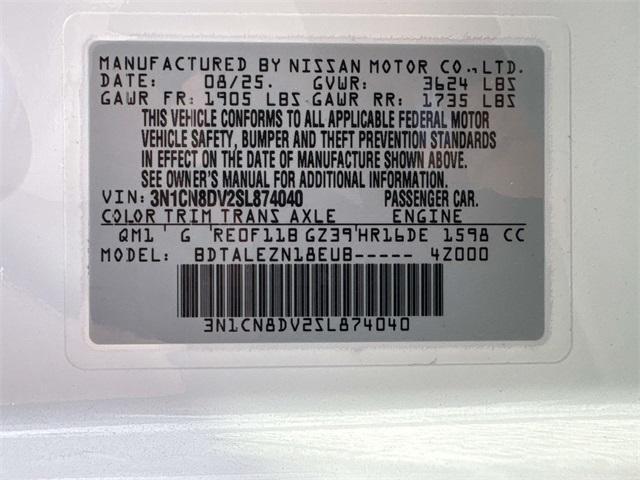 MANUFACTURED BY NISSAN MOTOR CO., LTD.
DATE: 08/25. GVWR: 3624 LBS
GAWR FR: 1905 LBS GAWR RR: 1735 LBS
THIS VEHICLE CONFORMS TO ALL APPLICABLE FEDERAL MOTOR
VEHICLE SAFETY, BUMPER AND THEFT PREVENTION STANDARDS
IN EFFECT ON THE DATE OF MANUFACTURE SHOWN ABOVE.
SEE OWNER'S MANUAL FOR ADDITIONAL INFORMATION.
VIN: 3N1CN8DV2SL874040 PASSENGER CAR.
COLOR TRIM TRANS AXLE ENGINE
QM1 ' G ' RE0F11B GZ39 'HR16DE 1598 CC
MODEL: BDTALEZN18EUB----- 4Z000
3N1CN8DV2SL874040